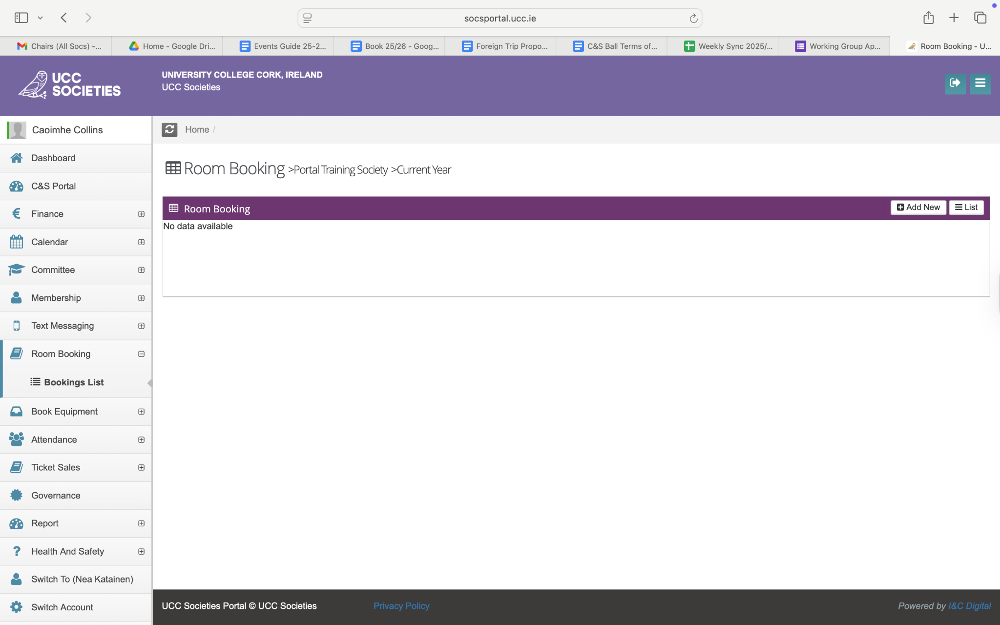 socsportal.ucc.ie
Chairs (All Socs) -...
Home - Google Dri...
Events Guide 25-2...
Book 25/26 - Goog...
Foreign Trip Propo...
C&S Ball Terms of...
Weekly Sync 2025/...
Working Group Ap...
Room Booking - U...
UCC
SOCIETIES
UNIVERSITY COLLEGE CORK, IRELAND
UCC Societies
Caoimhe Collins
Home /
Dashboard
C&S Portal
Finance
Calendar
Committee
Membership
Text Messaging
Room Booking
Bookings List
Book Equipment
Attendance
Ticket Sales
Governance
Report
Health And Safety
Switch To (Nea Katainen)
Switch Account
Room Booking >Portal Training Society >Current Year
Room Booking
Add New
List
No data available
UCC Societies Portal © UCC Societies
Privacy Policy
Powered by I&C Digital